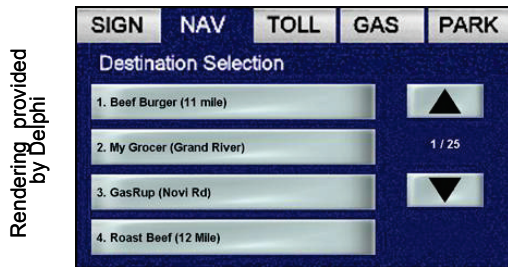 Rendering provided
by Delphi
SIGN NAV TOLL GAS PARK
Destination Selection
1. Beef Burger (11 mile)
2. My Grocer (Grand River)
1 / 25
3. GasRup (Novi Rd)
4. Roast Beef (12 Mile)